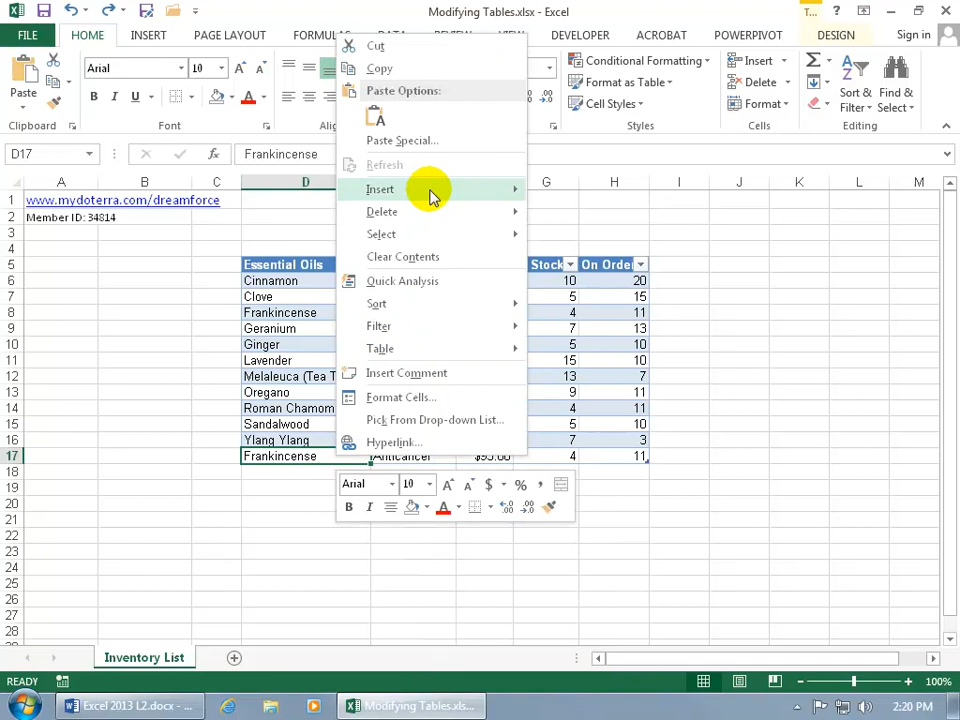 Modifying Tables.xlsx - Excel
T...
FILE HOME INSERT PAGE LAYOUT FORMULAS DATA REVIEW VIEW DEVELOPER ACROBAT POWERPIVOT DESIGN Sign in
Paste
Arial 10
B I U
Conditional Formatting
Format as Table
Cell Styles
Insert
Delete
Format
Sort &
Filter
Find &
Select
Clipboard Font Styles Cells Editing
D17 fx Frankincense
A B C D G H I J K L M
1 www.mydoterra.com/dreamforce
2 Member ID: 34814
3
4
5 Essential Oils Stock On Order
6 Cinnamon 10 20
7 Clove 5 15
8 Frankincense 4 11
9 Geranium 7 13
10 Ginger 5 10
11 Lavender 15 10
12 Melaleuca (Tea T 13 7
13 Oregano 9 11
14 Roman Chamom 4 11
15 Sandalwood 5 10
16 Ylang Ylang 7 3
17 Frankincense Anticancer $93.00 4 11
18
19
20
21
22
23
24
25
26
27
28
Cut
Copy
Paste Options:
Paste Special...
Refresh
Insert
Delete
Select
Clear Contents
Quick Analysis
Sort
Filter
Table
Insert Comment
Format Cells...
Pick From Drop-down List...
Hyperlink...
Arial 10 A A $ % ,
B I A
Inventory List
READY 100%
Excel 2013 L2.docx - ... Modifying Tables.xls... 2:20 PM